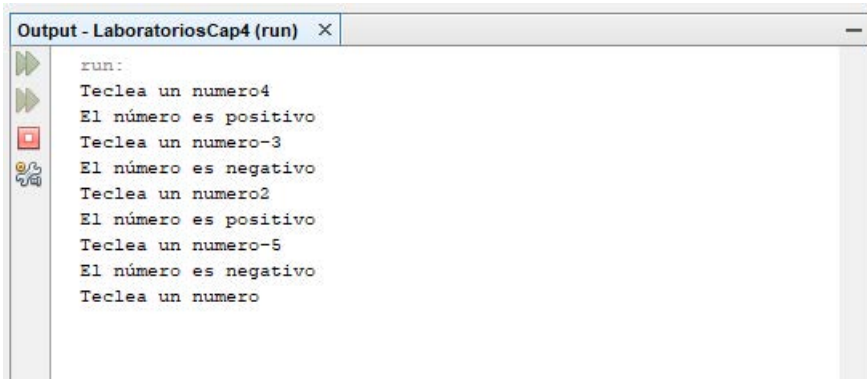 Output - LaboratoriosCap4 (run)
run:
Teclea un numero4
El número es positivo
Teclea un numero-3
El número es negativo
Teclea un numero2
El número es positivo
Teclea un numero-5
El número es negativo
Teclea un numero